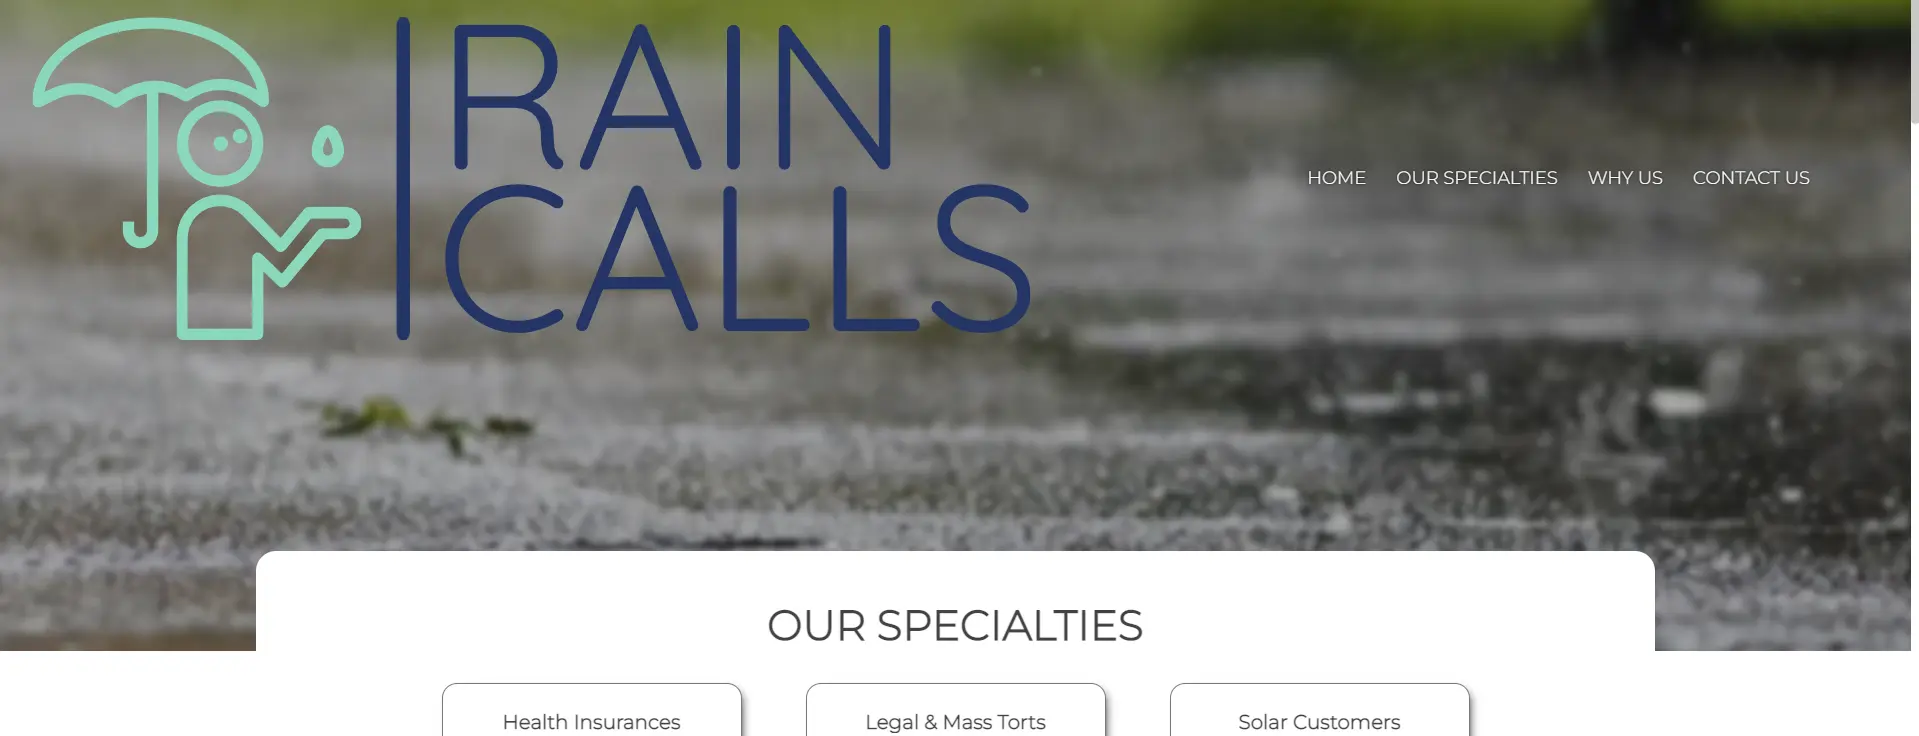 RAIN
CALLS
HOME OUR SPECIALTIES WHY US CONTACT US
OUR SPECIALTIES
Health Insurances Legal & Mass Torts Solar Customers